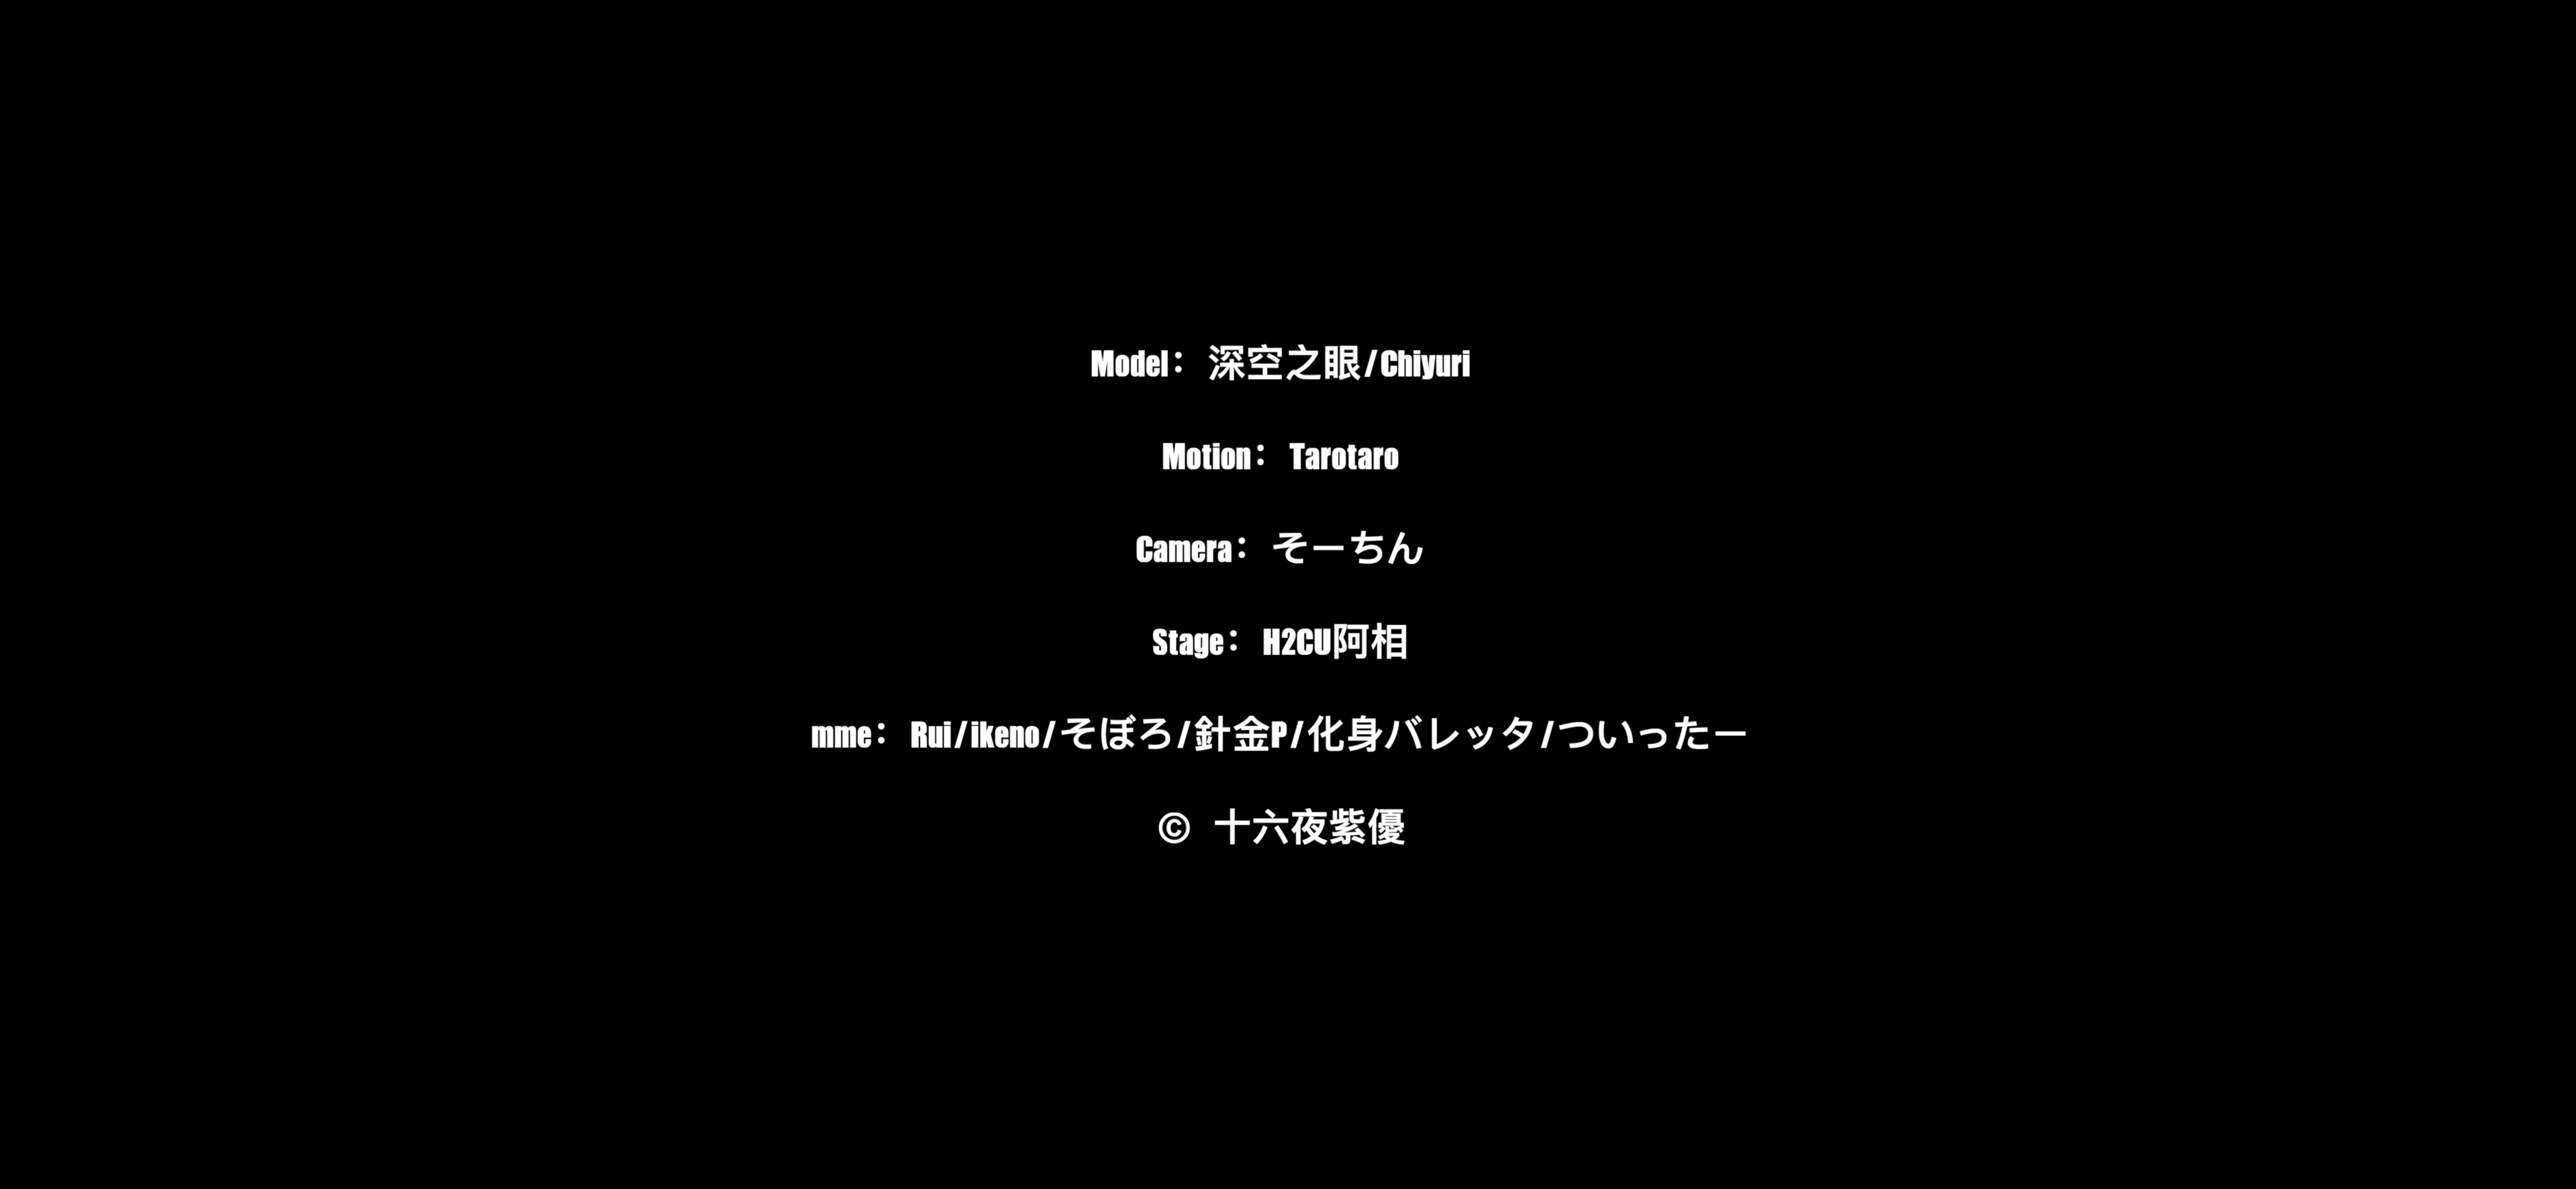 Model： 深空之眼/Chiyuri
Motion： Tarotaro
Camera： そーちん
Stage： H2CU阿相
mme： Rui/ikeno/そぼろ/針金P/化身バレッタ/ついったー
© 十六夜紫優